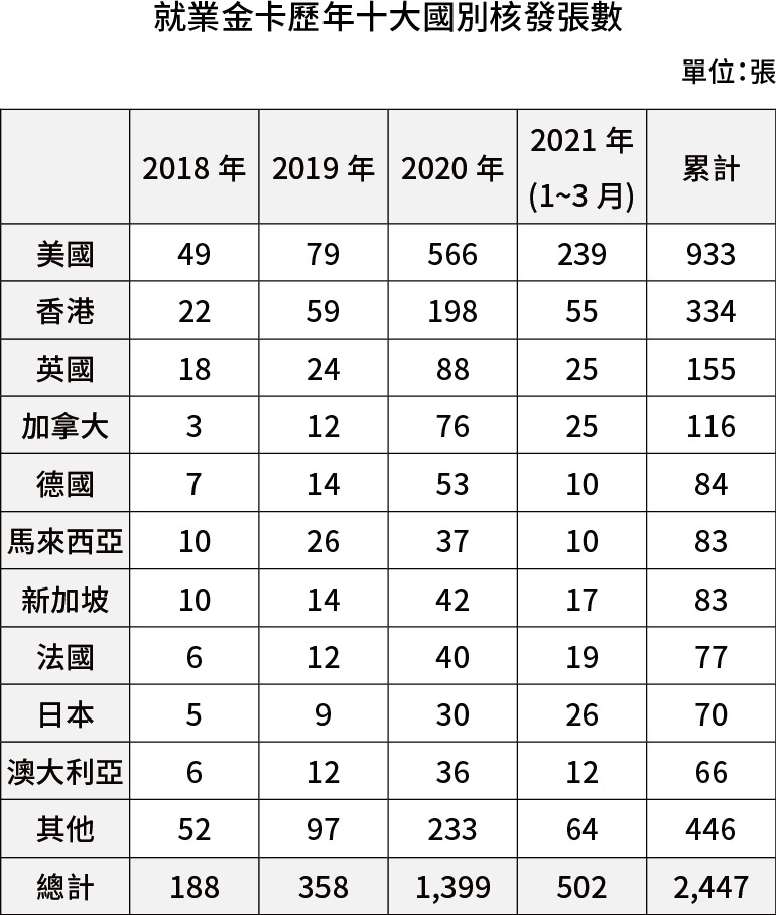 就業金卡歷年十大國別核發張數
單位：張
2018 年 2019 年 2020 年 2021 年 (1~3 月) 累計
美國 49 79 566 239 933
香港 22 59 198 55 334
英國 18 24 88 25 155
加拿大 3 12 76 25 116
德國 7 14 53 10 84
馬來西亞 10 26 37 10 83
新加坡 10 14 42 17 83
法國 6 12 40 19 77
日本 5 9 30 26 70
澳大利亞 6 12 36 12 66
其他 52 97 233 64 446
總計 188 358 1,399 502 2,447